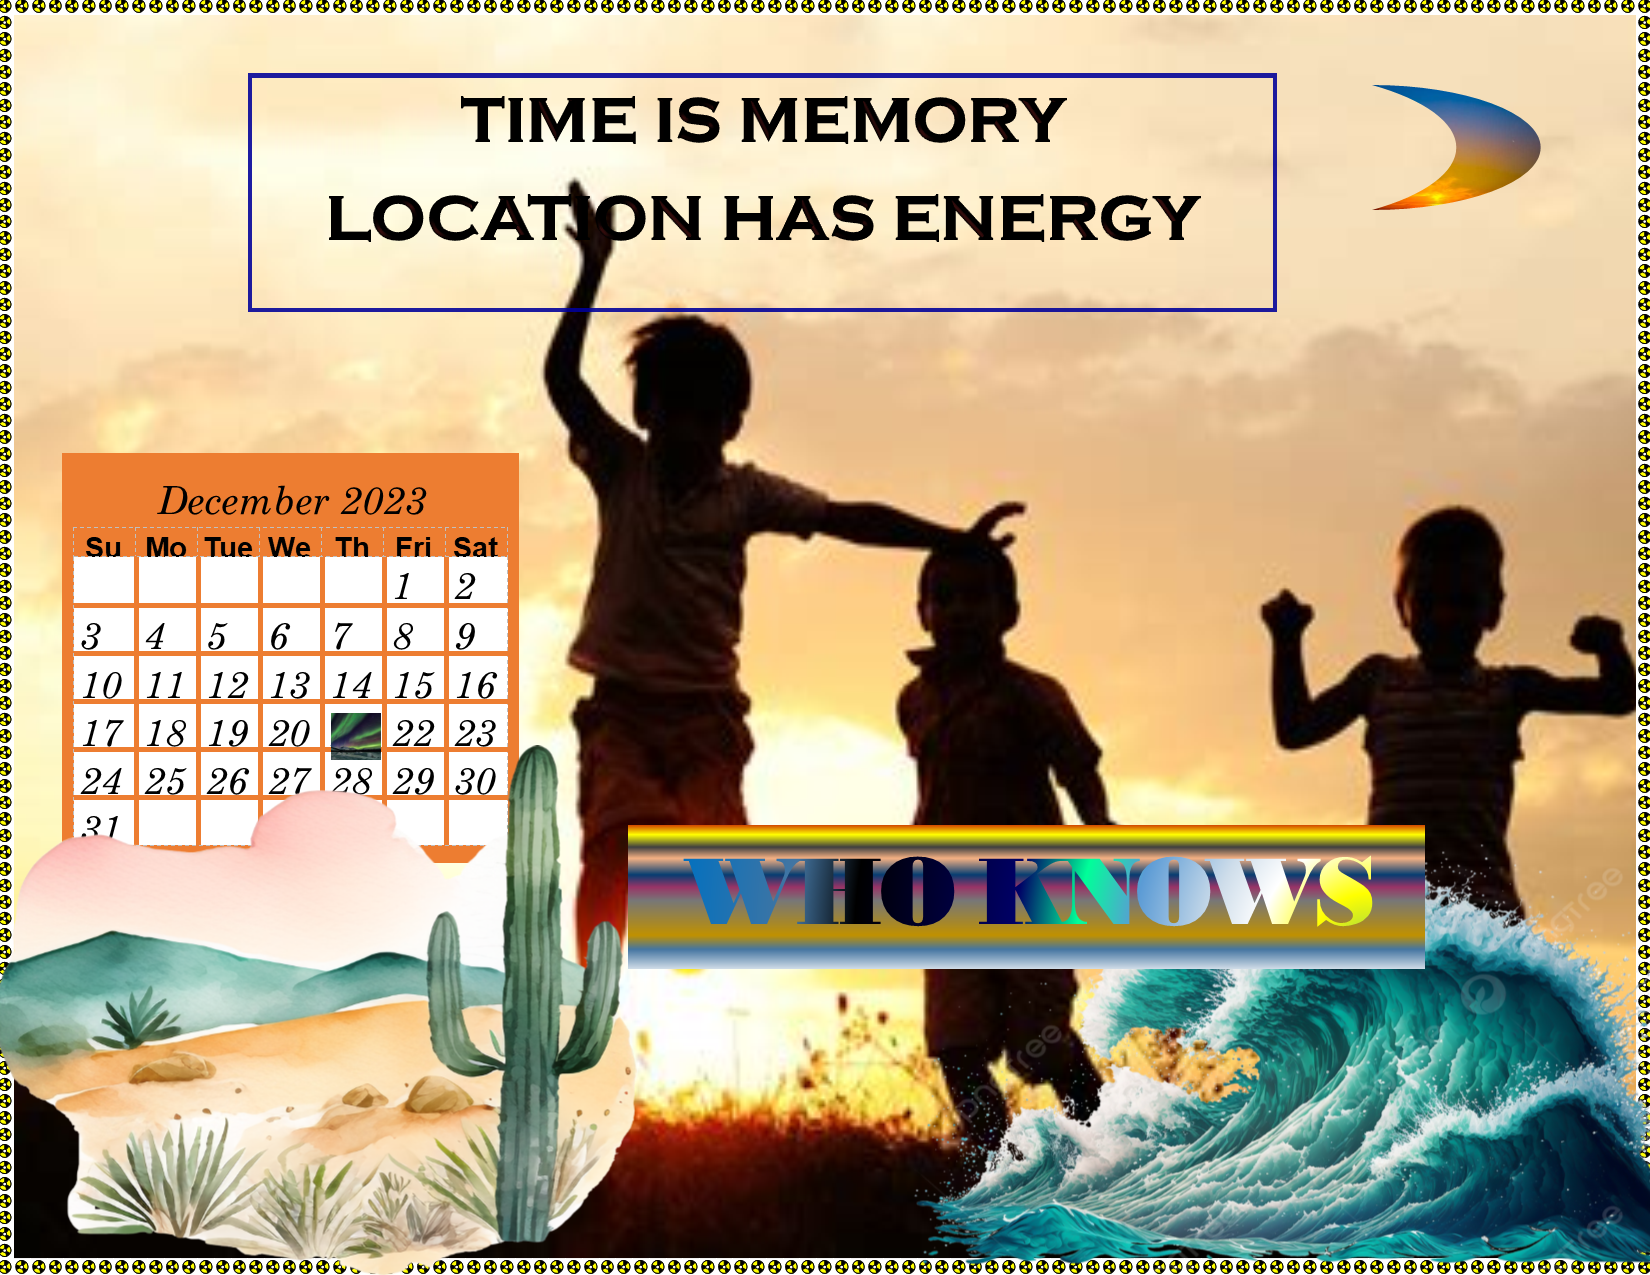 TIME IS MEMORY
LOCATION HAS ENERGY
December 2023
Su Mo Tue We Th Fri Sat
1 2
3 4 5 6 7 8 9
10 11 12 13 14 15 16
17 18 19 20 22 23
24 25 26 27 28 29 30
31
WHO KNOWS